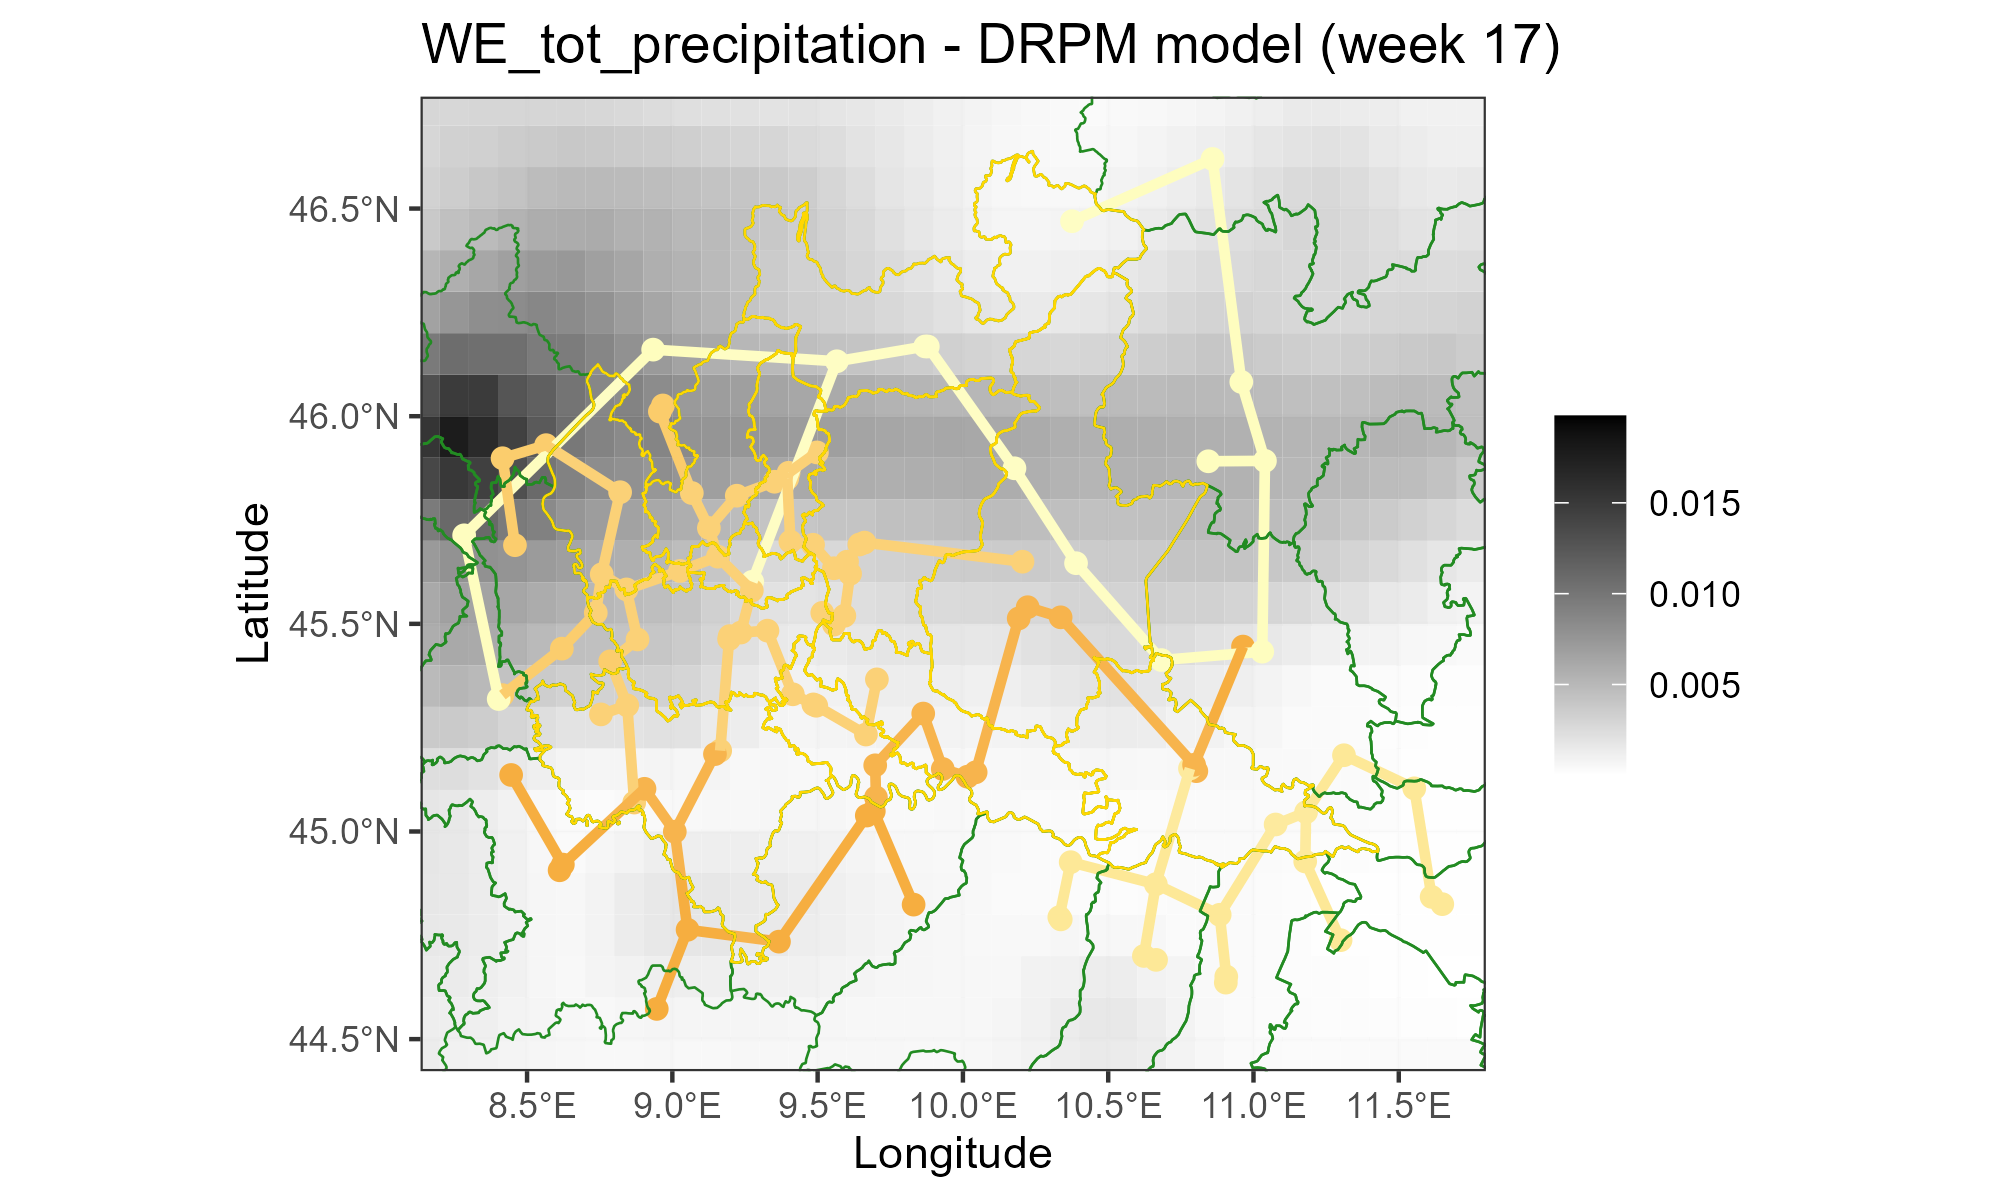 WE_tot_precipitation - DRPM model (week 17)
46.5°N
46.0°N
45.5°N
45.0°N
44.5°N
Latitude
8.5°E
9.0°E
9.5°E
10.0°E
10.5°E
11.0°E
11.5°E
Longitude
0.015
0.010
0.005